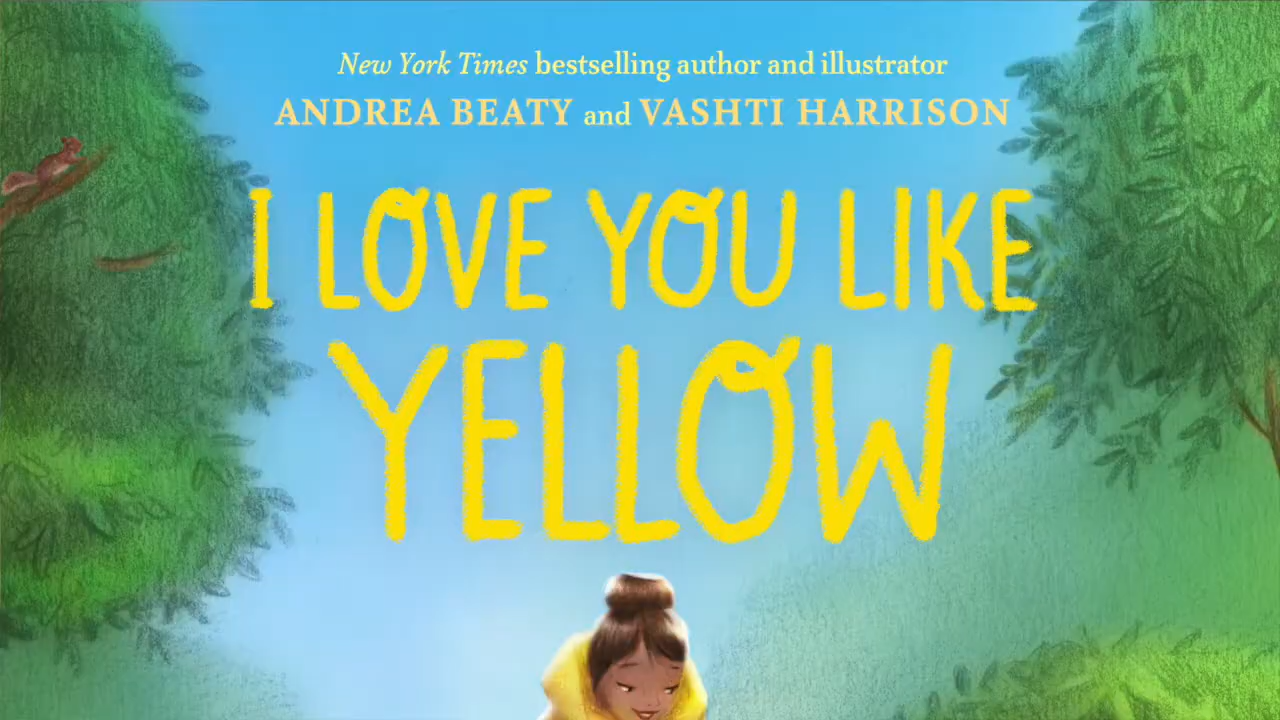 New York Times bestselling author and illustrator
ANDREA BEATY and VASHTI HARRISON
I LOVE YOU LIKE
YELLOW